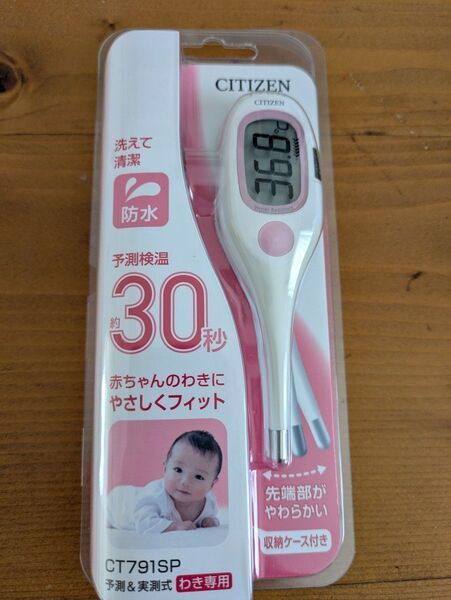 CITIZEN
CITIZEN
36.8℃
洗えて
清潔
防水
予測検温
約30秒
赤ちゃんのわきに
やさしくフィット
先端部が
やわらかい
収納ケース付き
CT791SP
予測&実測式 わき専用